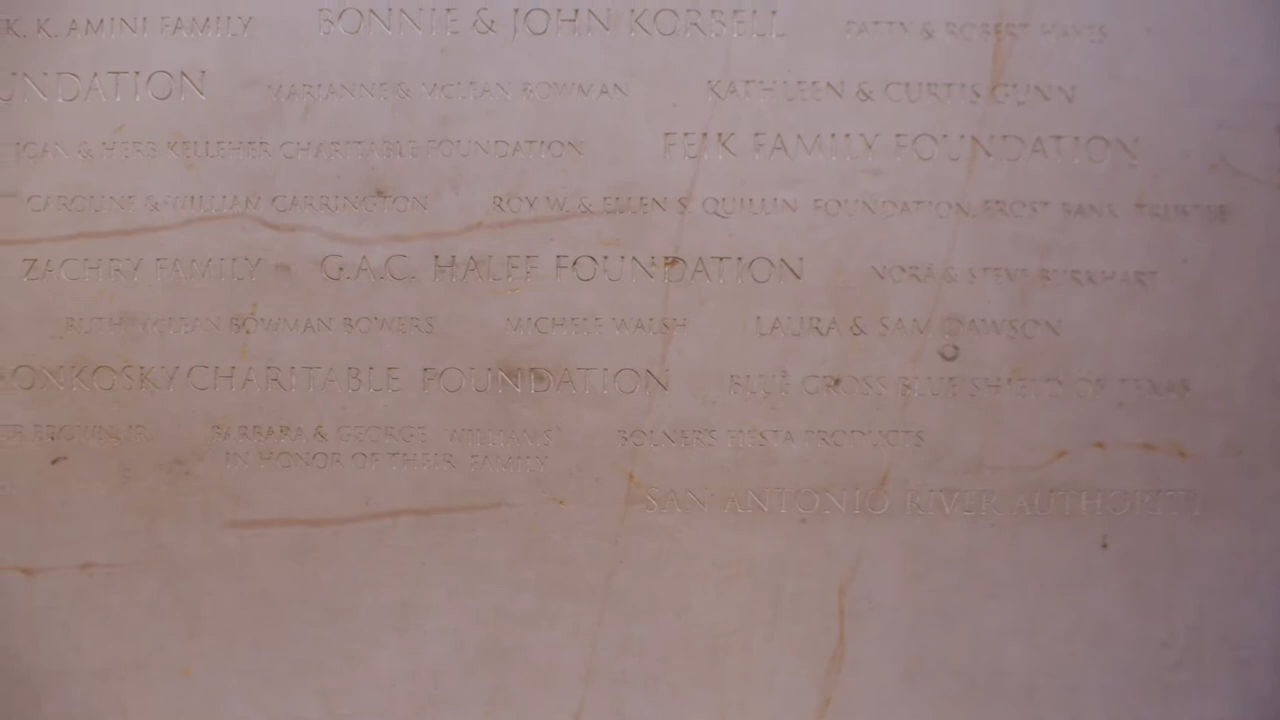 K. K. AMINI FAMILY BONNIE & JOHN KORBELL PATTY & ROBERT HAYES
UNDATION MARIANNE & MCLEAN BOWMAN KATHLEEN & CURTIS GUNN
& HERB KELLEHER CHARITABLE FOUNDATION FEIK FAMILY FOUNDATION
CAROLINE & WILLIAM CARRINGTON ROY W. & ELLEN S. QUILLIN FOUNDATION, FROST BANK TRUSTEE
ZACHRY FAMILY G.A.C. HALFF FOUNDATION NORA & STEVE BURKHART
RUTH MCLEAN BOWMAN BOWERS MICHELE WALSH LAURA & SAM DAWSON
ONKOSKY CHARITABLE FOUNDATION BLUE CROSS BLUE SHIELD OF TEXAS
BROWN, JR. BARBARA & GEORGE WILLIAMS BOLNER'S FIESTA PRODUCTS
IN HONOR OF THEIR FAMILY
SAN ANTONIO RIVER AUTHORITY